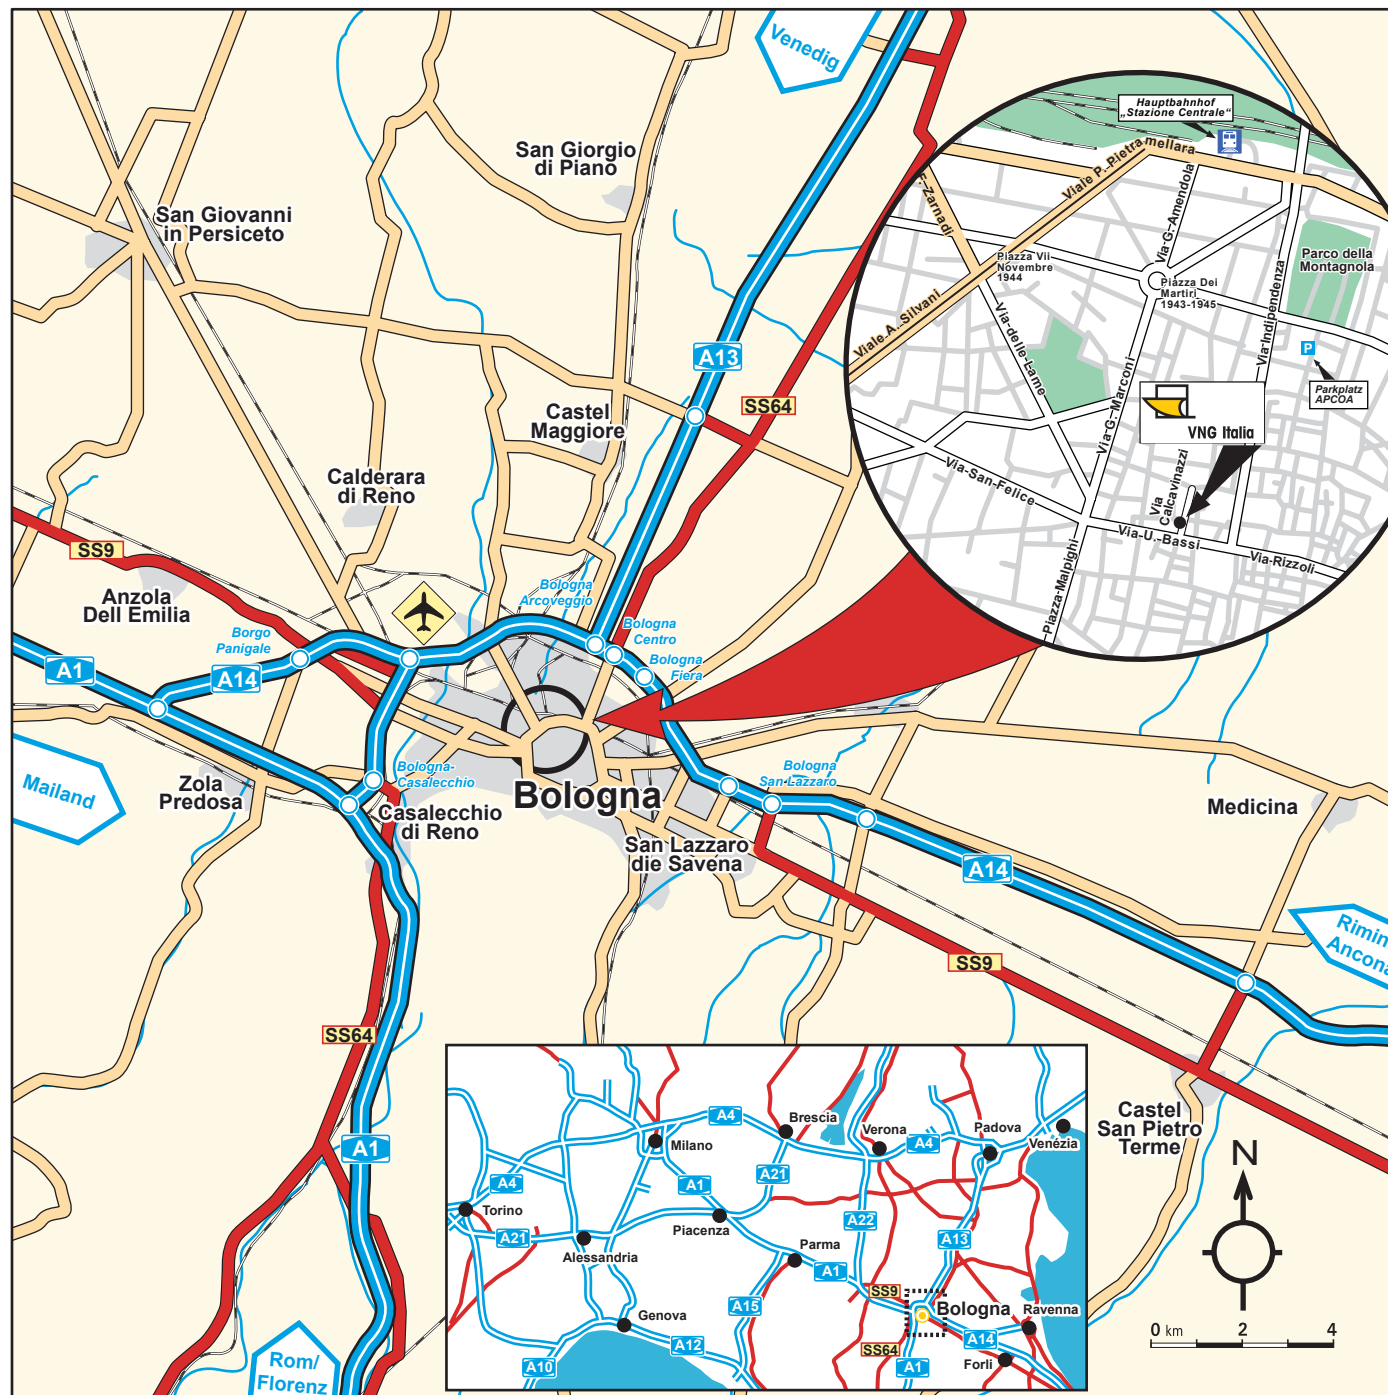 Venedig
Hauptbahnhof
„Stazione Centrale“
San Giorgio
di Piano
Viale P. Pietramellara
F. Zarnadi
Via G. Amendola
San Giovanni
in Persiceto
Piazza Vii
Novembre
1944
Parco della
Montagnola
Piazza Dei
Martiri
1943-1945
Viale A. Silvani
Via delle Lame
Via Indipendenza
P
A13
Via G. Marconi
Parkplatz
APCOA
SS64
Castel
Maggiore
VNG Italia
Calderara
di Reno
Via San Felice
Via
Calcavinazzi
Via U. Bassi
Via Rizzoli
Piazza Malpighi
SS9
Anzola
Dell Emilia
Bologna
Arcoveggio
Borgo
Panigale
Bologna
Centro
Bologna
Fiera
A1
A14
Mailand
Zola
Predosa
Bologna-
Casalecchio
Bologna
San Lazzaro
Bologna
Casalecchio
di Reno
Medicina
San Lazzaro
die Savena
A14
Rimin
Ancona
SS9
SS64
A1
Castel
San Pietro
Terme
N
0 km 2 4
Rom/
Florenz
A4
Brescia
Verona
A4
Padova
Venezia
Milano
A21
A1
A4
Torino
A21
Piacenza
A22
A13
Alessandria
Parma
A1
SS9
Bologna
Ravenna
Genova
A15
A12
A14
SS64
Forli
A10
A1